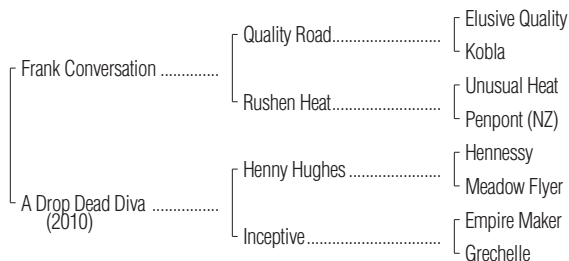 Elusive Quality
Quality Road
Kobla
Frank Conversation
Unusual Heat
Rushen Heat
Penpont (NZ)
Hennessy
Henny Hughes
Meadow Flyer
A Drop Dead Diva
(2010)
Empire Maker
Inceptive
Grechelle